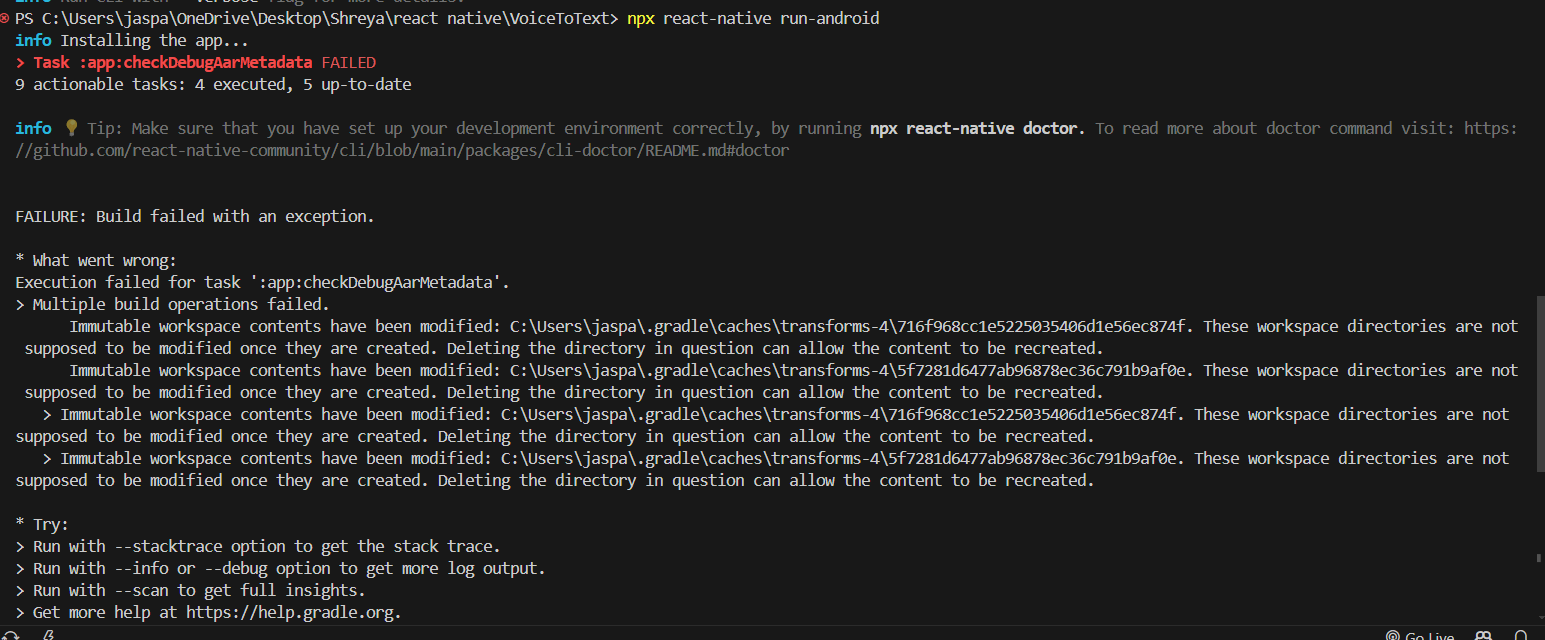 PS C:\Users\jaspa\OneDrive\Desktop\Shreya\react native\VoiceToText> npx react-native run-android
info Installing the app...
> Task :app:checkDebugAarMetadata FAILED
9 actionable tasks: 4 executed, 5 up-to-date
info 💡 Tip: Make sure that you have set up your development environment correctly, by running npx react-native doctor. To read more about doctor command visit: https:
//github.com/react-native-community/cli/blob/main/packages/cli-doctor/README.md#doctor
FAILURE: Build failed with an exception.
* What went wrong:
Execution failed for task ':app:checkDebugAarMetadata'.
> Multiple build operations failed.
Immutable workspace contents have been modified: C:\Users\jaspa\.gradle\caches\transforms-4\716f968cc1e5225035406d1e56ec874f. These workspace directories are not
supposed to be modified once they are created. Deleting the directory in question can allow the content to be recreated.
Immutable workspace contents have been modified: C:\Users\jaspa\.gradle\caches\transforms-4\5f7281d6477ab96878ec36c791b9af0e. These workspace directories are not
supposed to be modified once they are created. Deleting the directory in question can allow the content to be recreated.
> Immutable workspace contents have been modified: C:\Users\jaspa\.gradle\caches\transforms-4\716f968cc1e5225035406d1e56ec874f. These workspace directories are not
supposed to be modified once they are created. Deleting the directory in question can allow the content to be recreated.
> Immutable workspace contents have been modified: C:\Users\jaspa\.gradle\caches\transforms-4\5f7281d6477ab96878ec36c791b9af0e. These workspace directories are not
supposed to be modified once they are created. Deleting the directory in question can allow the content to be recreated.
* Try:
> Run with --stacktrace option to get the stack trace.
> Run with --info or --debug option to get more log output.
> Run with --scan to get full insights.
> Get more help at https://help.gradle.org.
Go Live